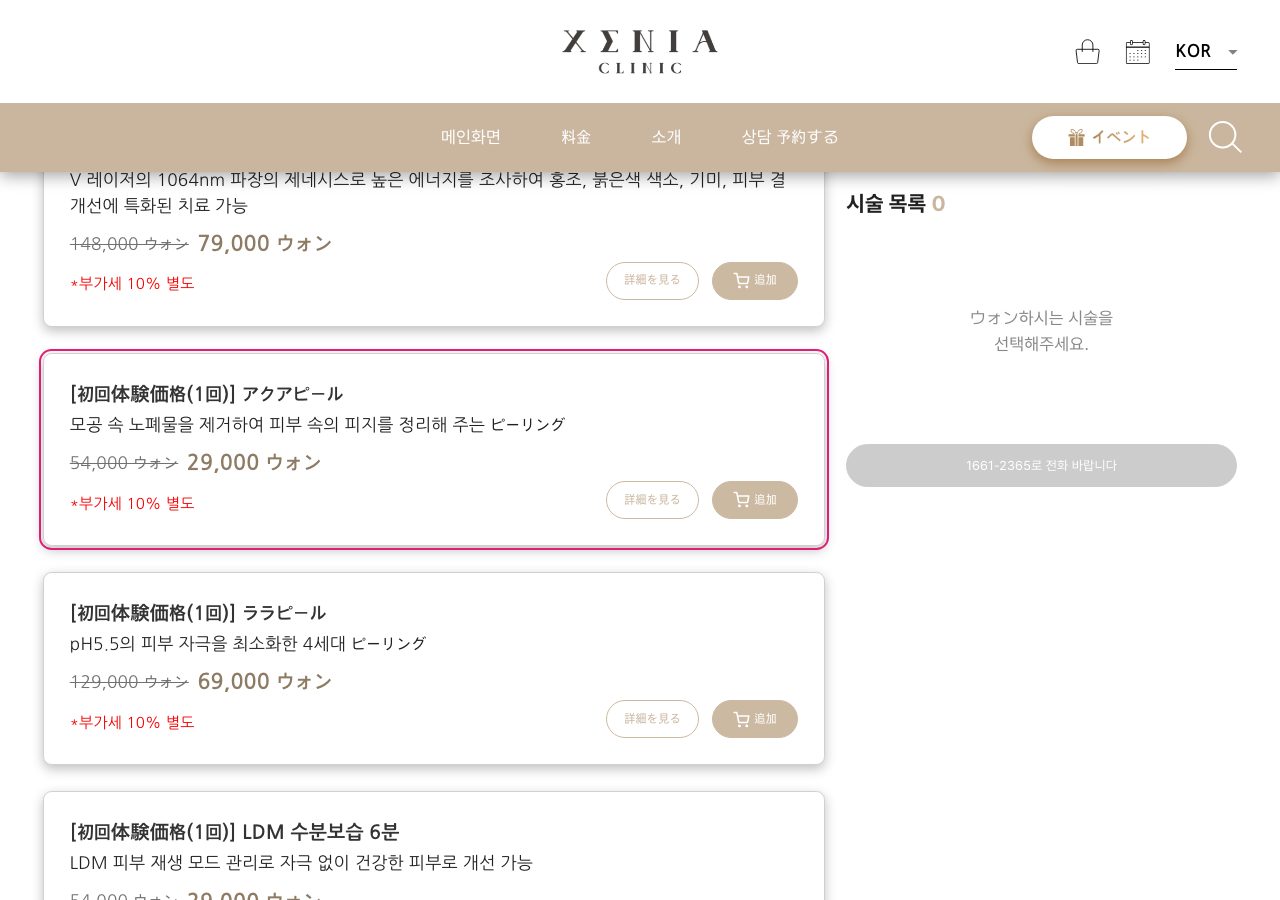 XENIA
CLINIC
KOR
메인화면
料金
소개
상담 予約する
イベント
V 레이저의 1064nm 파장의 제네시스로 높은 에너지를 조사하여 홍조, 붉은색 색소, 기미, 피부 결
개선에 특화된 치료 가능
148,000 ウォン 79,000 ウォン
*부가세 10% 별도
詳細を見る
追加
시술 목록 0
ウォン하시는 시술을
선택해주세요.
1661-2365로 전화 바랍니다
[初回体験価格(1回)] アクアピール
모공 속 노폐물을 제거하여 피부 속의 피지를 정리해 주는 ピーリング
54,000 ウォン 29,000 ウォン
*부가세 10% 별도
詳細を見る
追加
[初回体験価格(1回)] ララピール
pH5.5의 피부 자극을 최소화한 4세대 ピーリング
129,000 ウォン 69,000 ウォン
*부가세 10% 별도
詳細を見る
追加
[初回体験価格(1回)] LDM 수분보습 6분
LDM 피부 재생 모드 관리로 자극 없이 건강한 피부로 개선 가능
54,000 ウォン 29,000 ウォン